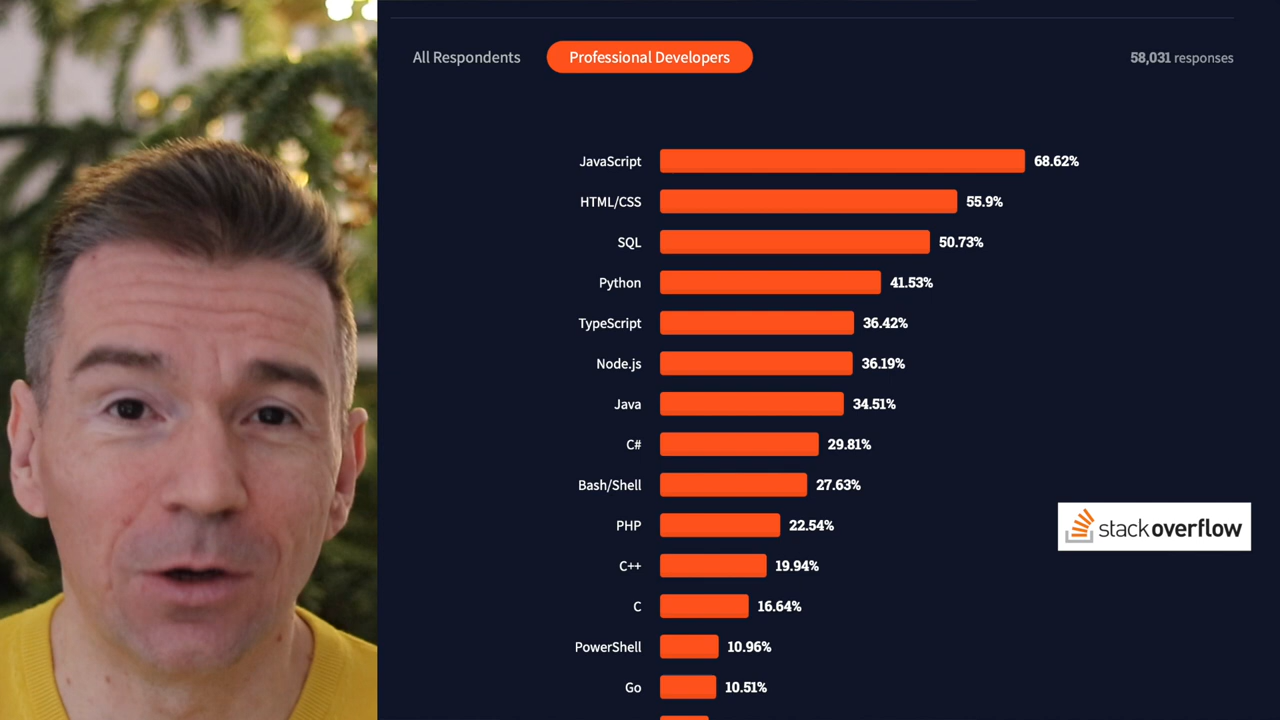 All Respondents
Professional Developers
58,031 responses
JavaScript 68.62%
HTML/CSS 55.9%
SQL 50.73%
Python 41.53%
TypeScript 36.42%
Node.js 36.19%
Java 34.51%
C# 29.81%
Bash/Shell 27.63%
stackoverflow
PHP 22.54%
C++ 19.94%
C 16.64%
PowerShell 10.96%
Go 10.51%